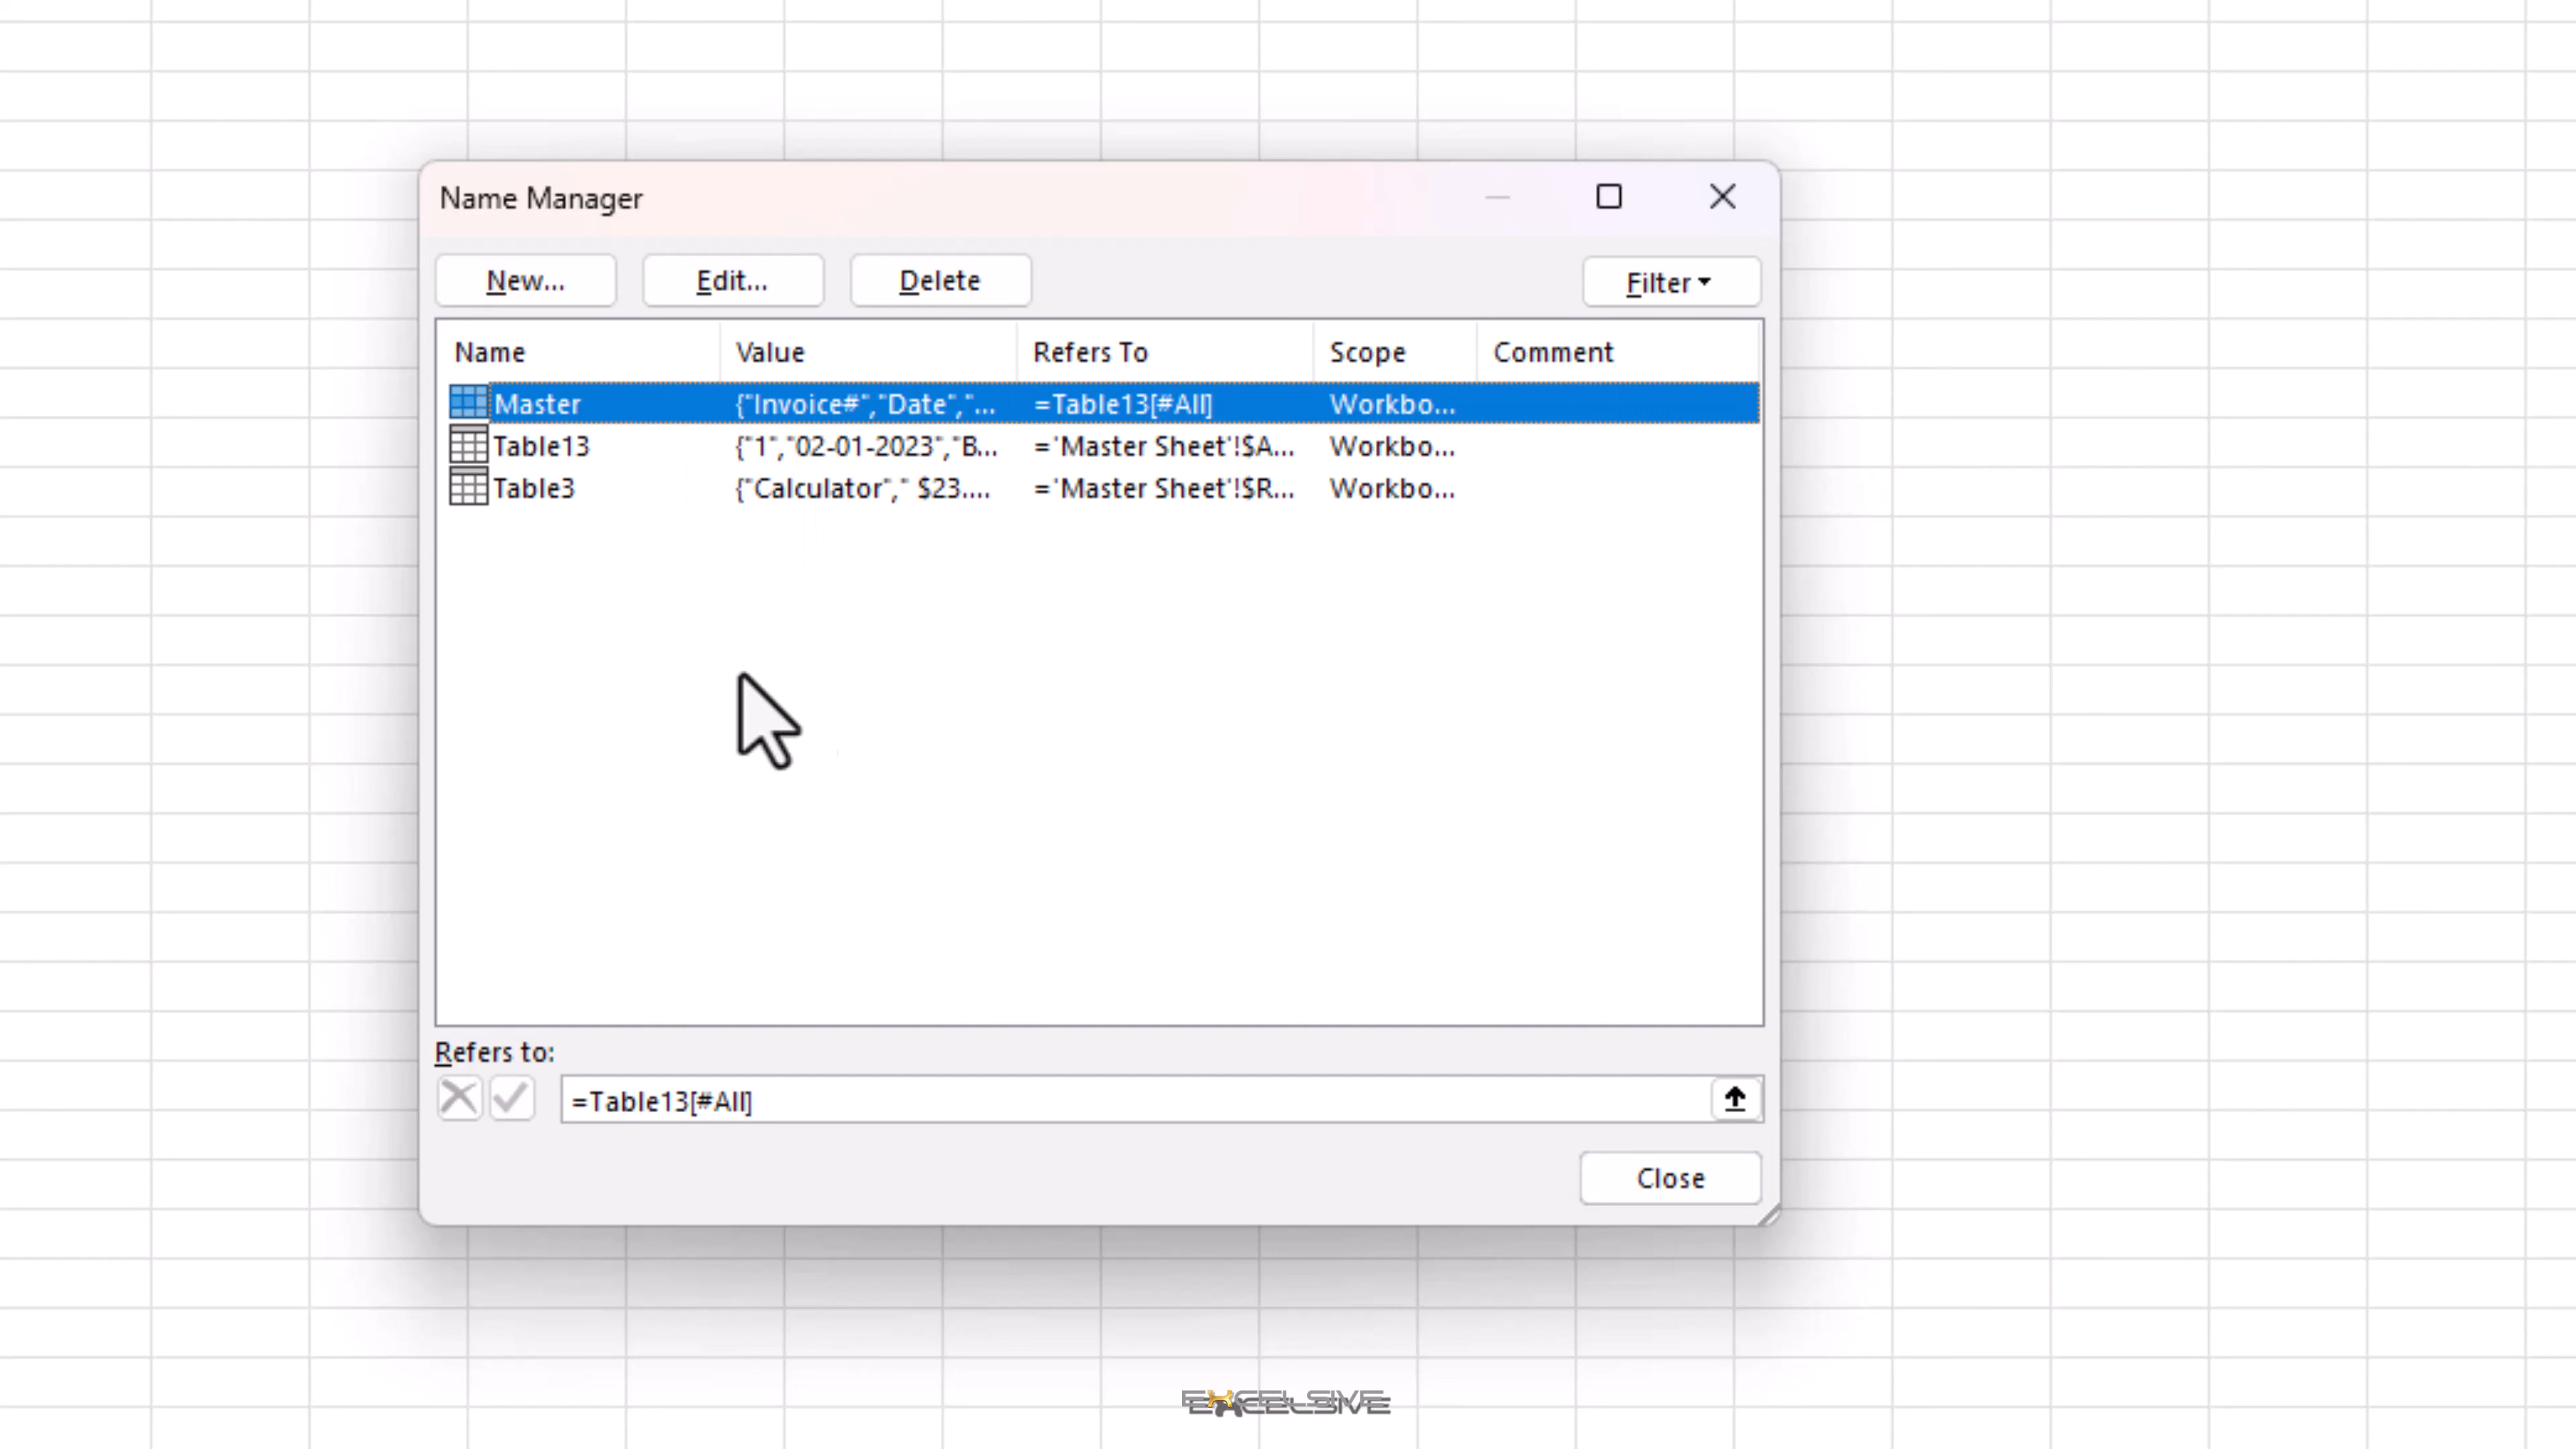 Name Manager
New... Edit... Delete Filter
Name Value Refers To Scope Comment
Master {"Invoice#","Date","... =Table13[#All] Workbo...
Table13 {"1","02-01-2023","B... ='Master Sheet'!$A... Workbo...
Table3 {"Calculator"," $23.... ='Master Sheet'!$R... Workbo...
Refers to:
=Table13[#All]
Close
EXCELSIVE